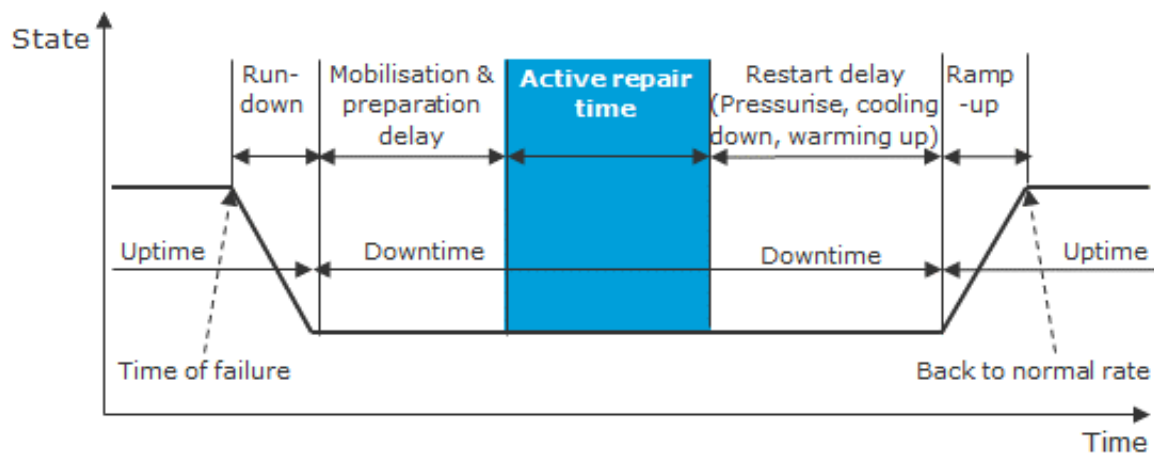 State
Run-
down
Mobilisation &
preparation
delay
Active repair
time
Restart delay
(Pressurise, cooling
down, warming up)
Ramp
-up
Uptime
Downtime
Downtime
Uptime
Time of failure
Back to normal rate
Time